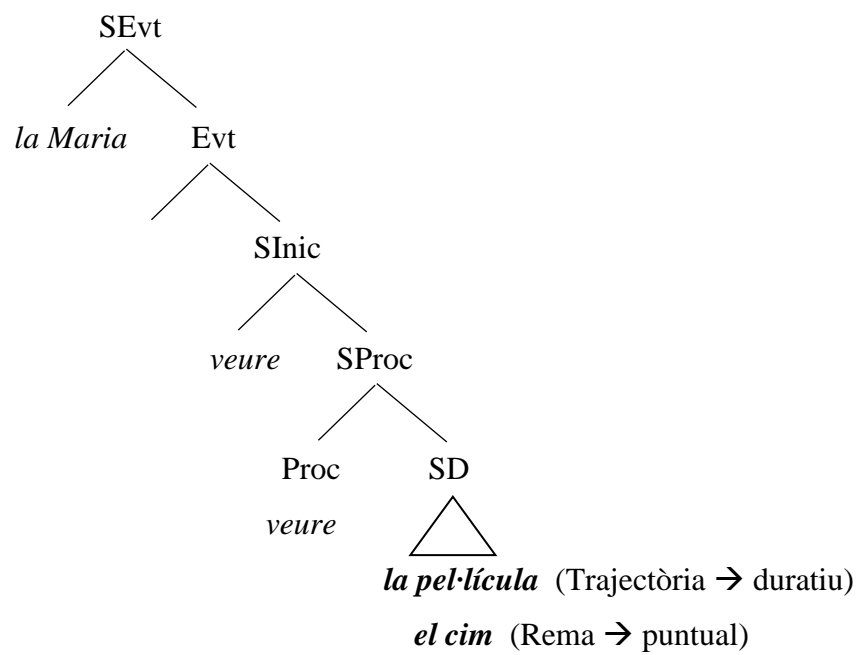 SEvt
la Maria Evt
SInic
veure SProc
Proc SD
veure
la pel·lícula (Trajectòria → duratiu)
el cim (Rema → puntual)